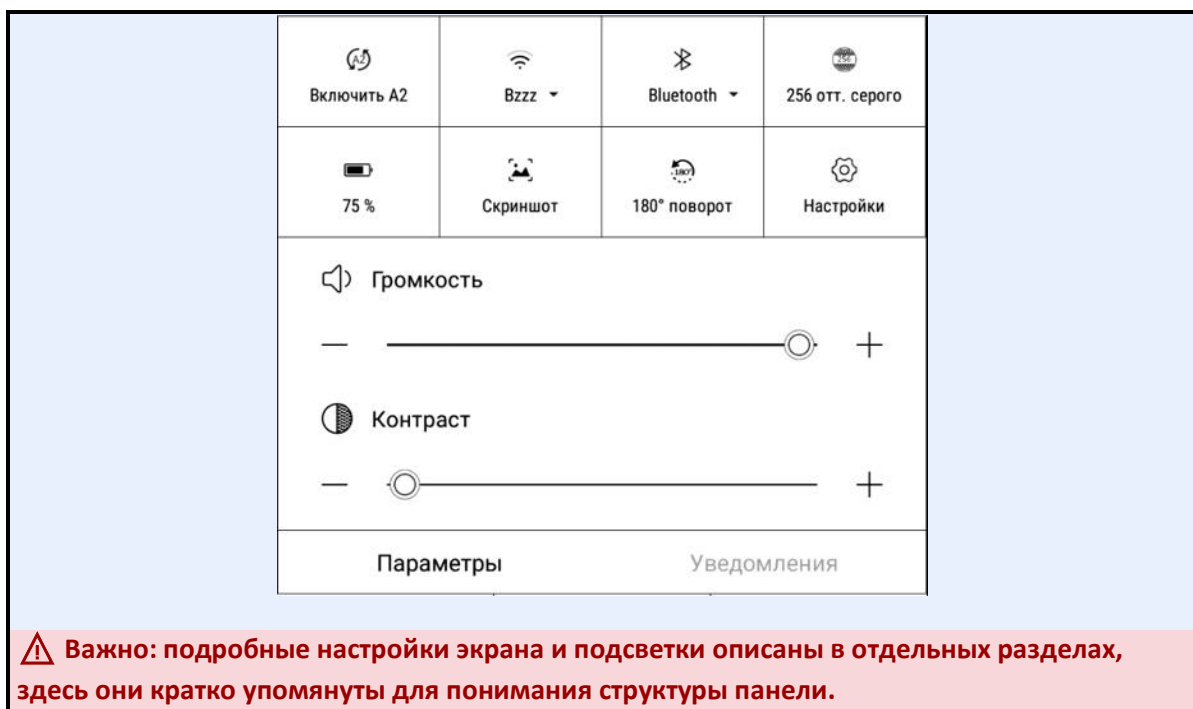 Включить A2 Bzzz Bluetooth 256 отт. серого
75 % Скриншот 180° поворот Настройки
Громкость
Контраст
Параметры Уведомления
Важно: подробные настройки экрана и подсветки описаны в отдельных разделах,
здесь они кратко упомянуты для понимания структуры панели.